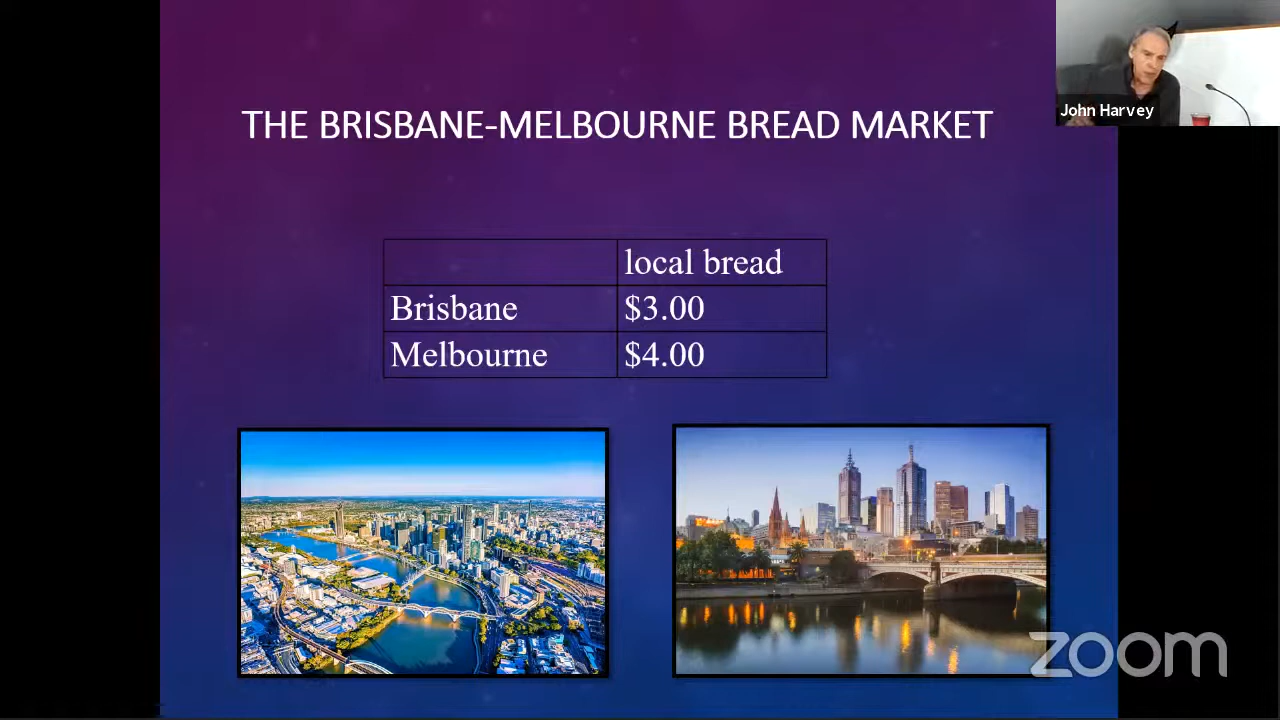 THE BRISBANE-MELBOURNE BREAD MARKET
John Harvey
local bread
Brisbane $3.00
Melbourne $4.00
zoom